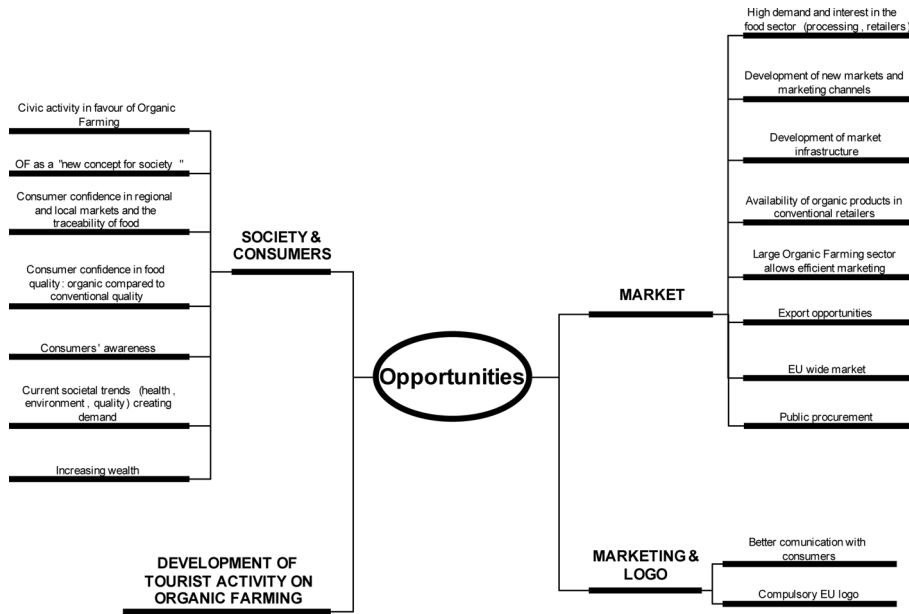 Civic activity in favour of Organic
Farming
OF as a "new concept for society "
Consumer confidence in regional
and local markets and the
traceability of food
Consumer confidence in food
quality : organic compared to
conventional quality
Consumers' awareness
Current societal trends (health ,
environment , quality ) creating
demand
Increasing wealth
SOCIETY &
CONSUMERS
DEVELOPMENT OF
TOURIST ACTIVITY ON
ORGANIC FARMING
Opportunities
MARKET
High demand and interest in the
food sector (processing , retailers )
Development of new markets and
marketing channels
Development of market
infrastructure
Availability of organic products in
conventional retailers
Large Organic Farming sector
allows efficient marketing
Export opportunities
EU wide market
Public procurement
MARKETING &
LOGO
Better comunication with
consumers
Compulsory EU logo